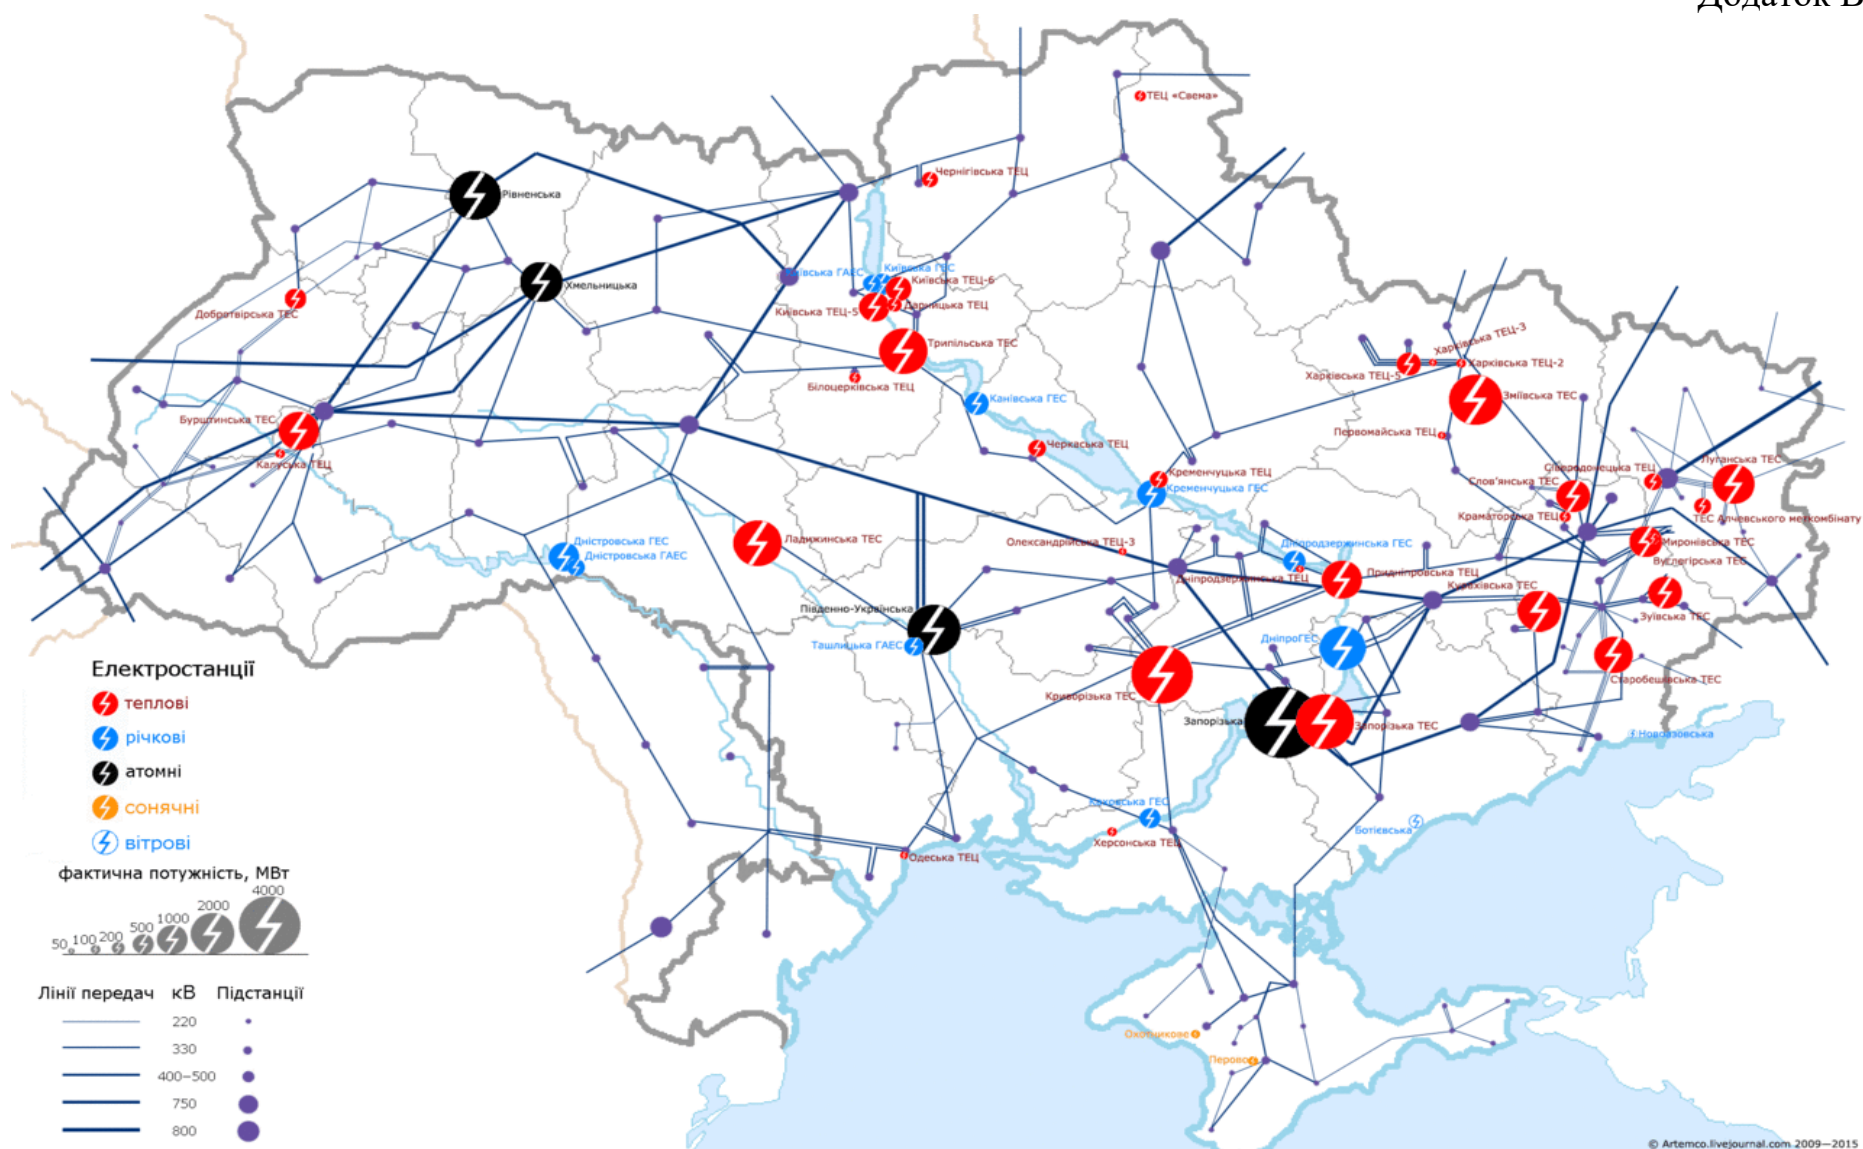 Додаток В
ТЕЦ «Свема»
Чернігівська ТЕЦ
Рівненська
Хмельницька
Київська ГАЕС
Київська ГЕС
Київська ТЕЦ-6
Дарницька ТЕЦ
Київська ТЕЦ-5
Добротвірська ТЕС
Трипільська ТЕС
Білоцерківська ТЕЦ
Харківська ТЕЦ-3
Харківська ТЕЦ-2
Харківська ТЕЦ-5
Канівська ГЕС
Зміївська ТЕС
Бурштинська ТЕС
Калуська ТЕЦ
Первомайська ТЕЦ
Черкаська ТЕЦ
Кременчуцька ТЕЦ
Кременчуцька ГЕС
Сєвєродонецька ТЕЦ
Луганська ТЕС
Слов'янська ТЕС
Краматорська ТЕЦ
ТЕС Алчевського меткомбінату
Ладижинська ТЕС
Олександрійська ТЕЦ-3
Дністровська ГЕС
Дністровська ГАЕС
Дніпродзержинська ГЕС
Дніпродзержинська ТЕЦ
Придніпровська ТЕЦ
Миронівська ТЕС
Вуглегірська ТЕС
Курахівська ТЕС
Зуївська ТЕС
Південно-Українська
Ташлицька ГАЕС
ДніпроГЕС
Старобешівська ТЕС
Криворізька ТЕС
Запорізька
Запорізька ТЕС
Новоазовська
Каховська ГЕС
Херсонська ТЕЦ
Ботієвська
Одеська ТЕЦ
Охотникове
Перовое
Електростанції
теплові
річкові
атомні
сонячні
вітрові
фактична потужність, МВт
50 100 200 500 1000 2000 4000
Лінії передач кВ Підстанції
220
330
400–500
750
800
© Artemco.livejournal.com 2009—2015